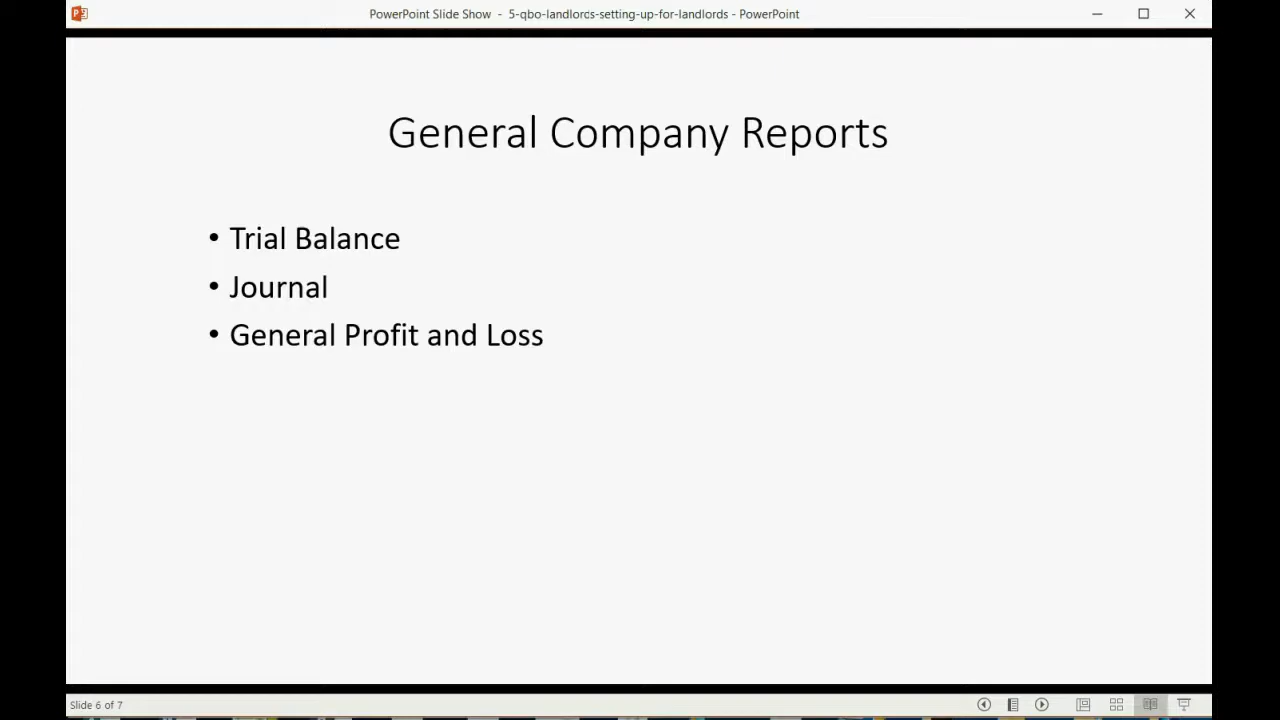 PowerPoint Slide Show - 5-qbo-landlords-setting-up-for-landlords - PowerPoint
General Company Reports
• Trial Balance
• Journal
• General Profit and Loss
Slide 6 of 7